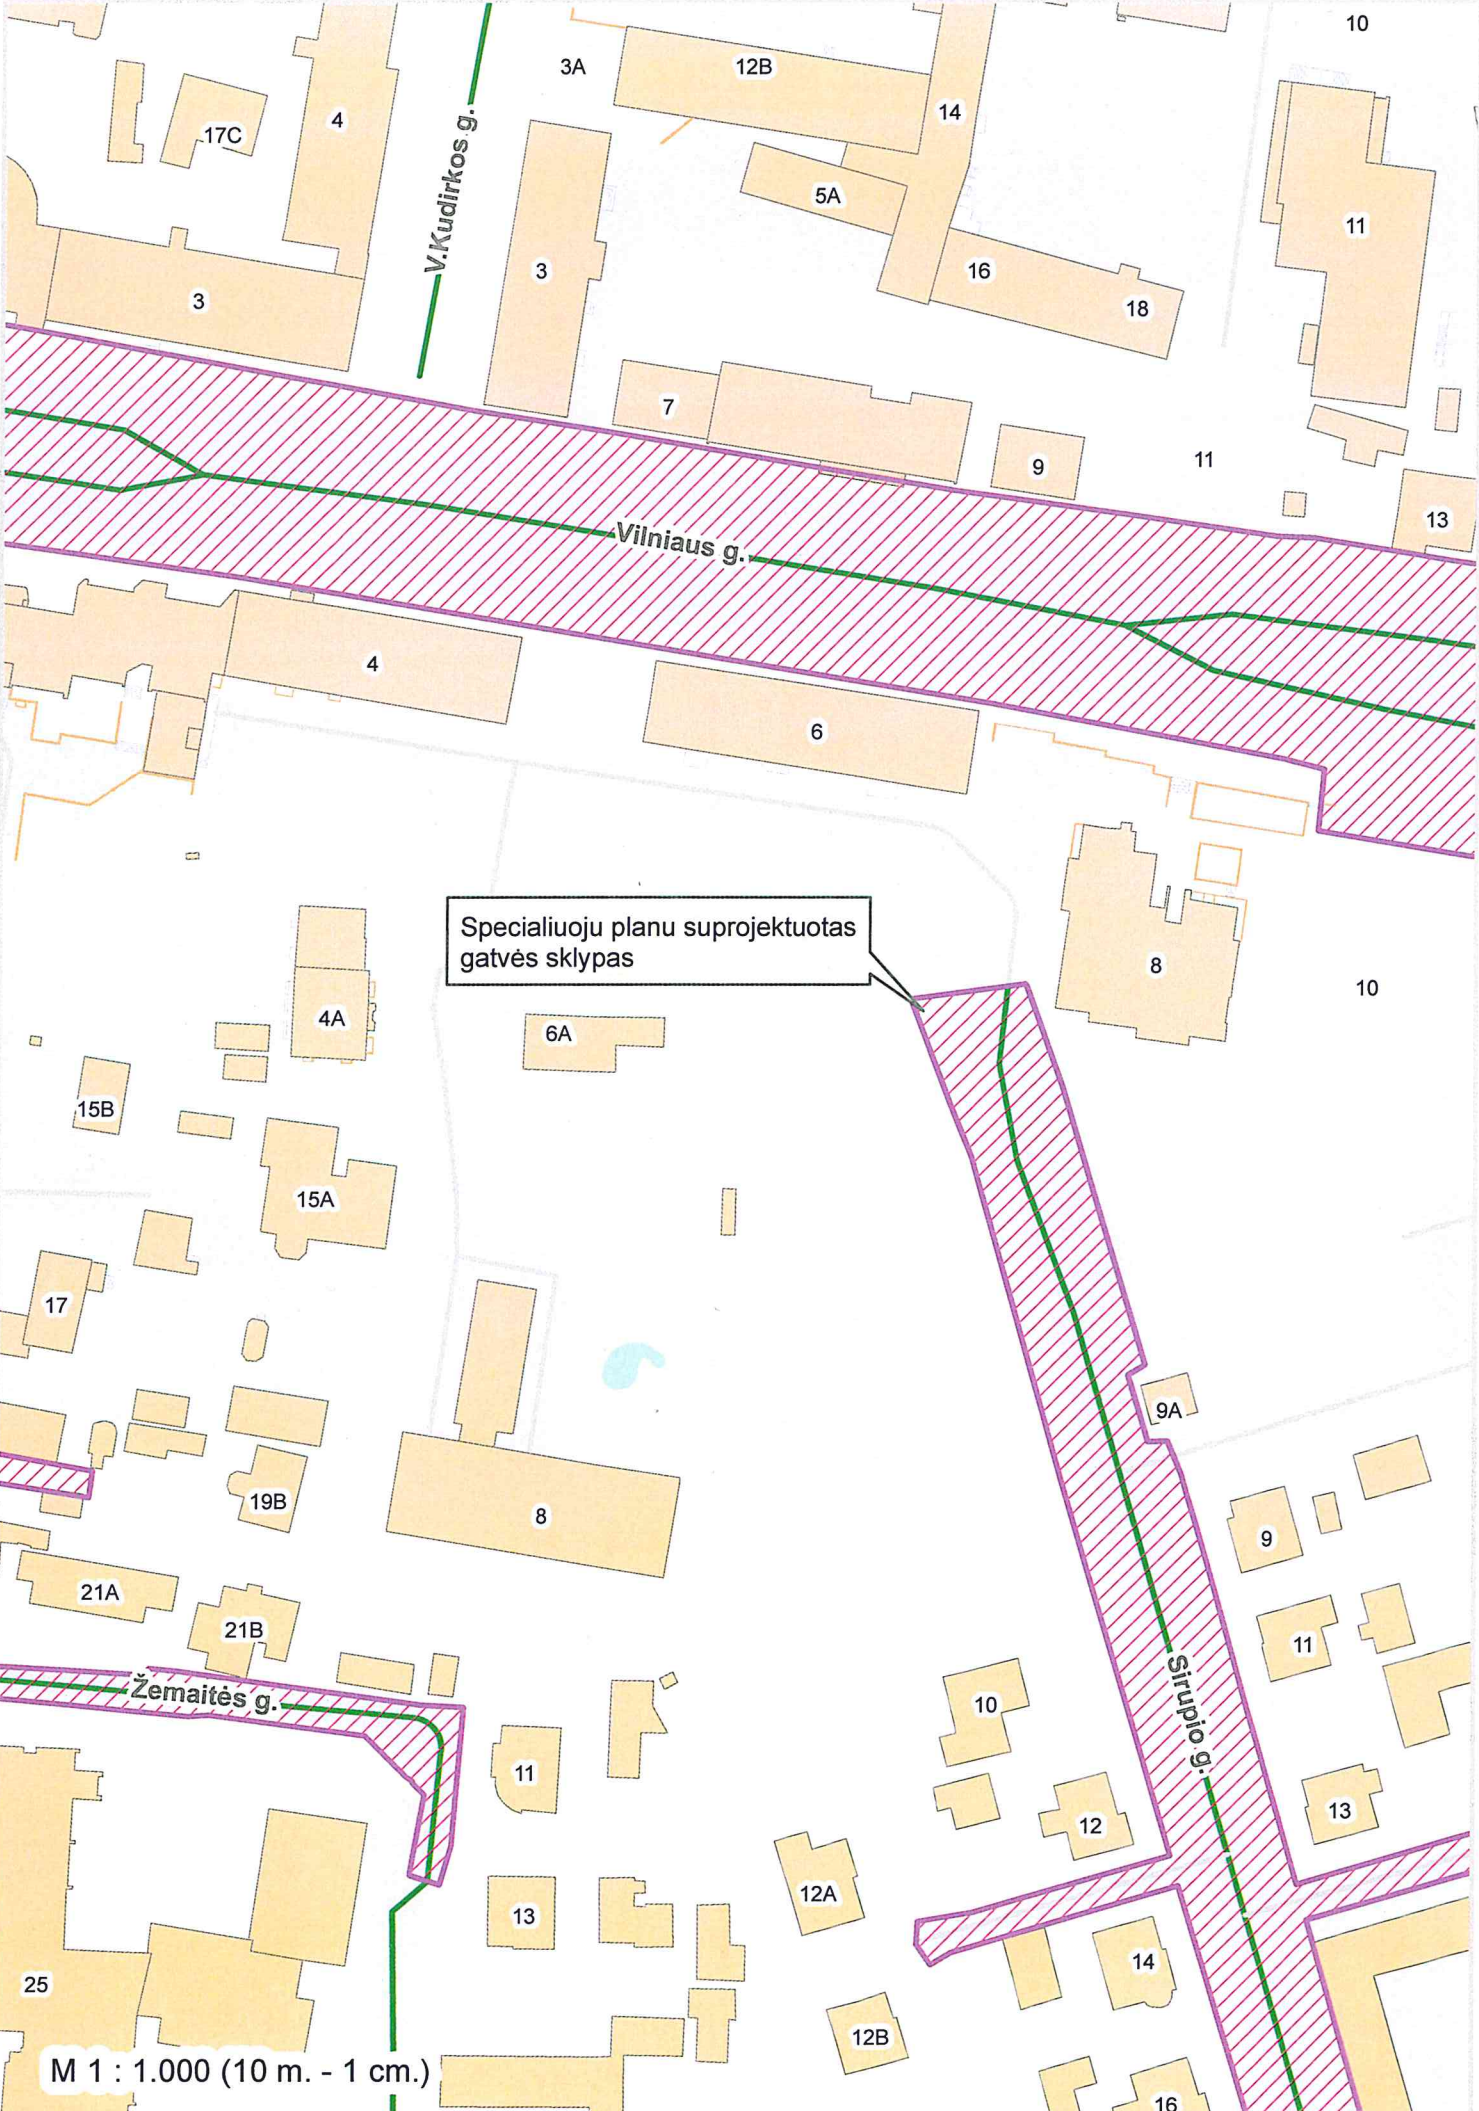 10
3A
12B
4
14
17C
V.Kudirkos g.
5A
11
3
16
3
18
7
9
11
13
Vilniaus g.
4
6
Specialiuoju planu suprojektuotas
gatvės sklypas
8
10
4A
6A
15B
15A
17
9A
19B
8
9
21A
21B
11
Žemaitės g.
Sirupio g.
10
11
13
12
12A
13
14
25
12B
M 1 : 1.000 (10 m. - 1 cm.)
16